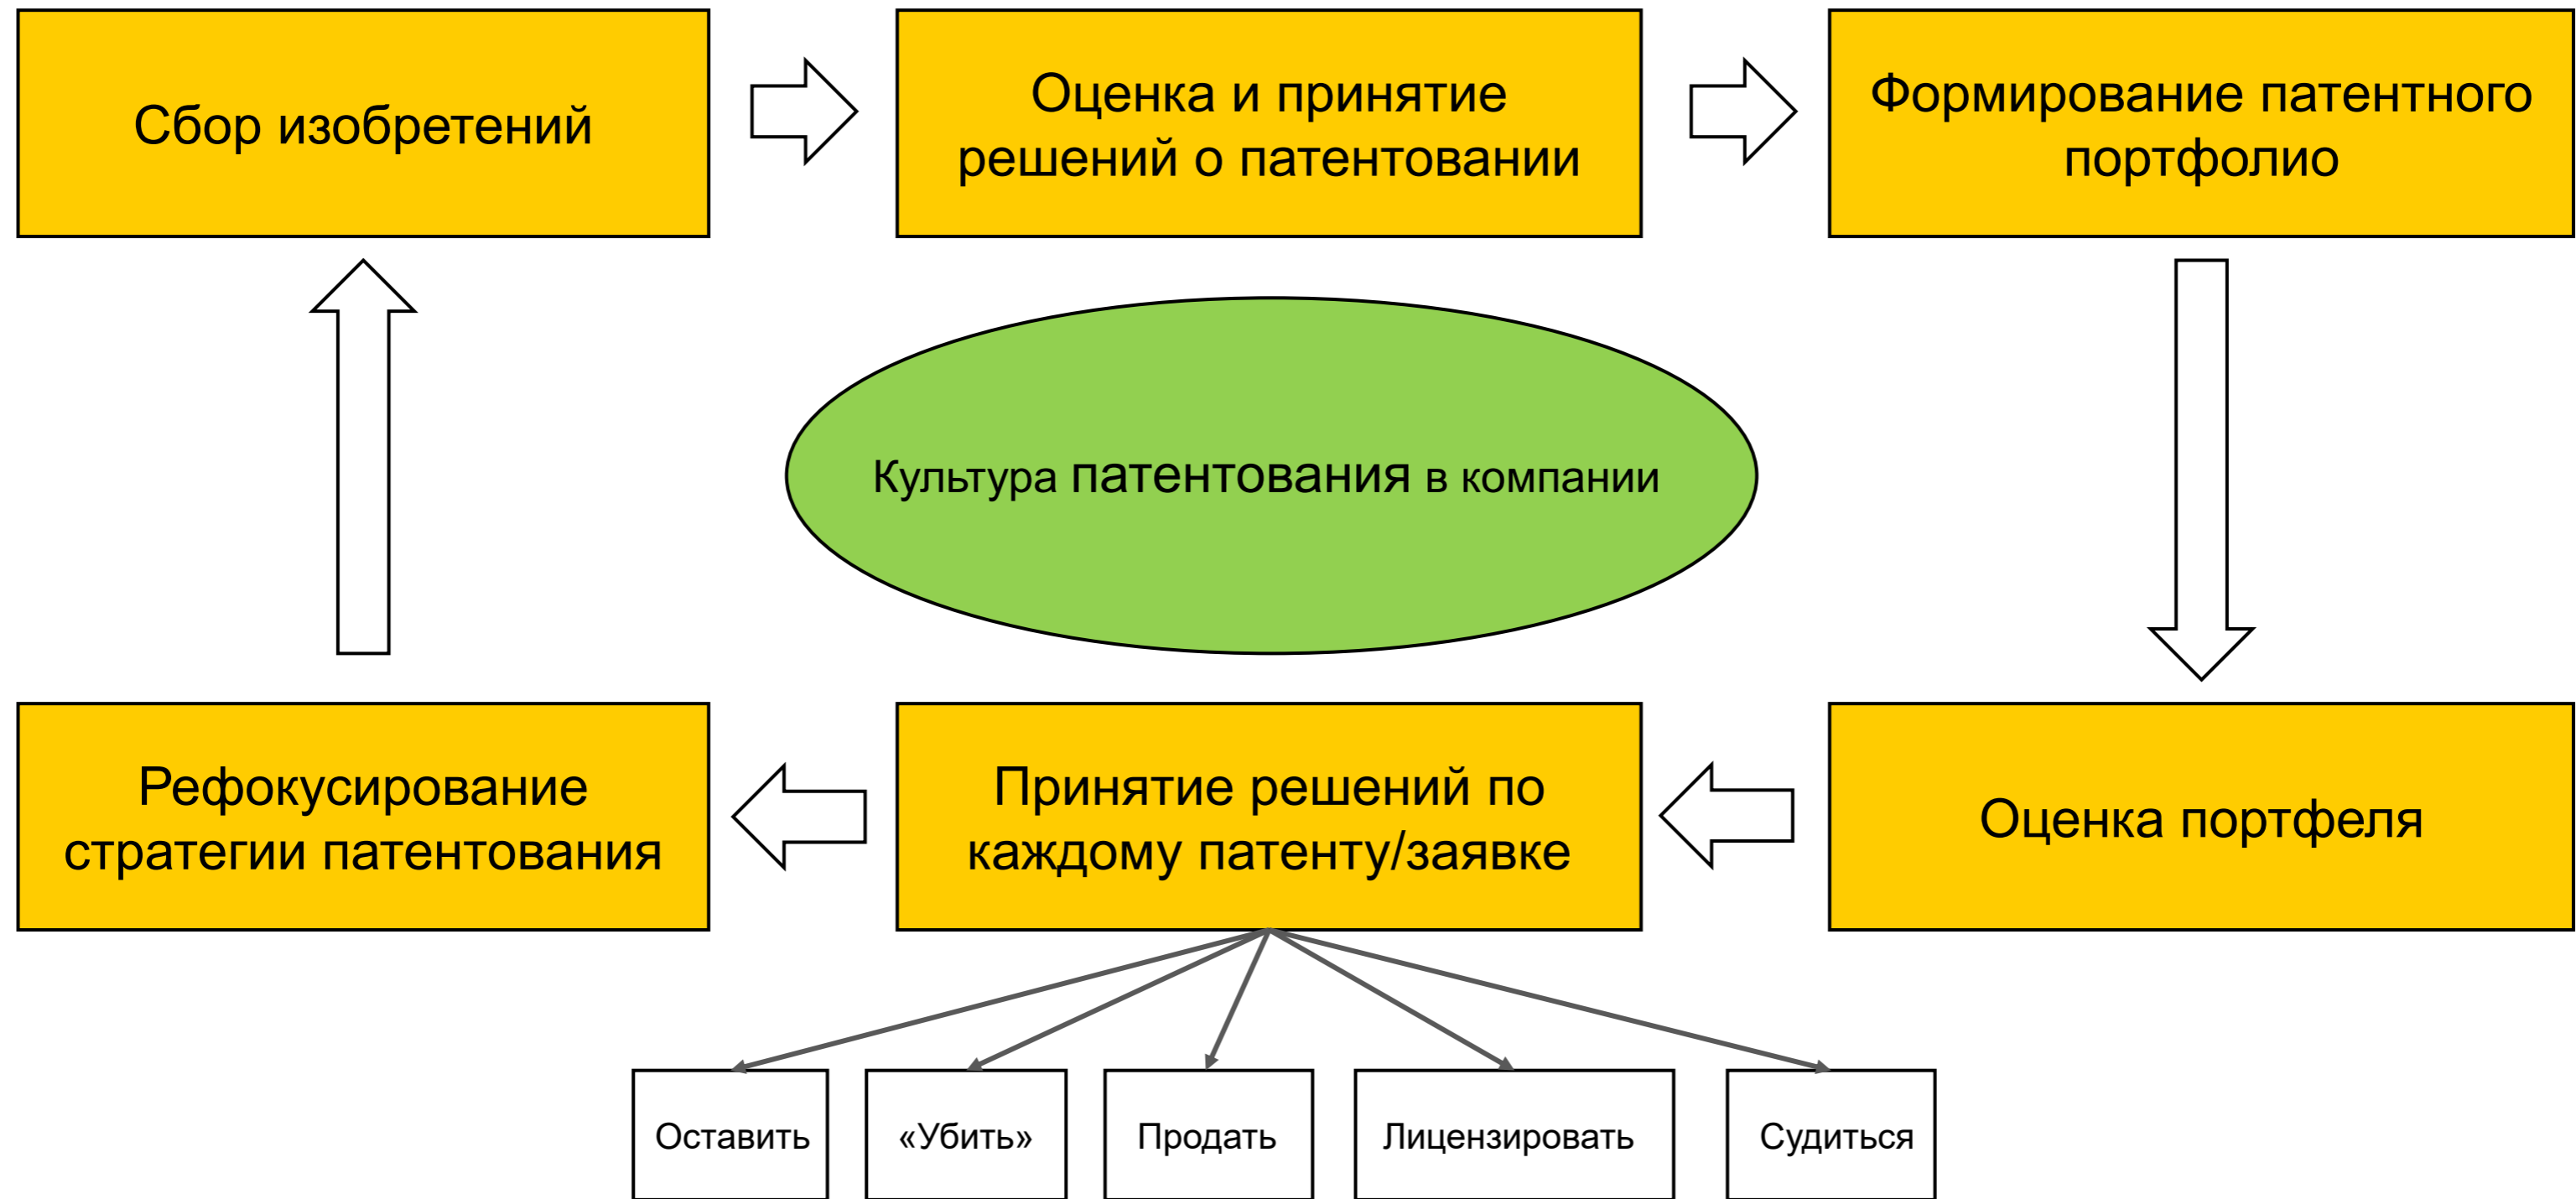 Сбор изобретений
Оценка и принятие
решений о патентовании
Формирование патентного
портфолио
Культура патентования в компании
Рефокусирование
стратегии патентования
Принятие решений по
каждому патенту/заявке
Оценка портфеля
Оставить
«Убить»
Продать
Лицензировать
Судиться